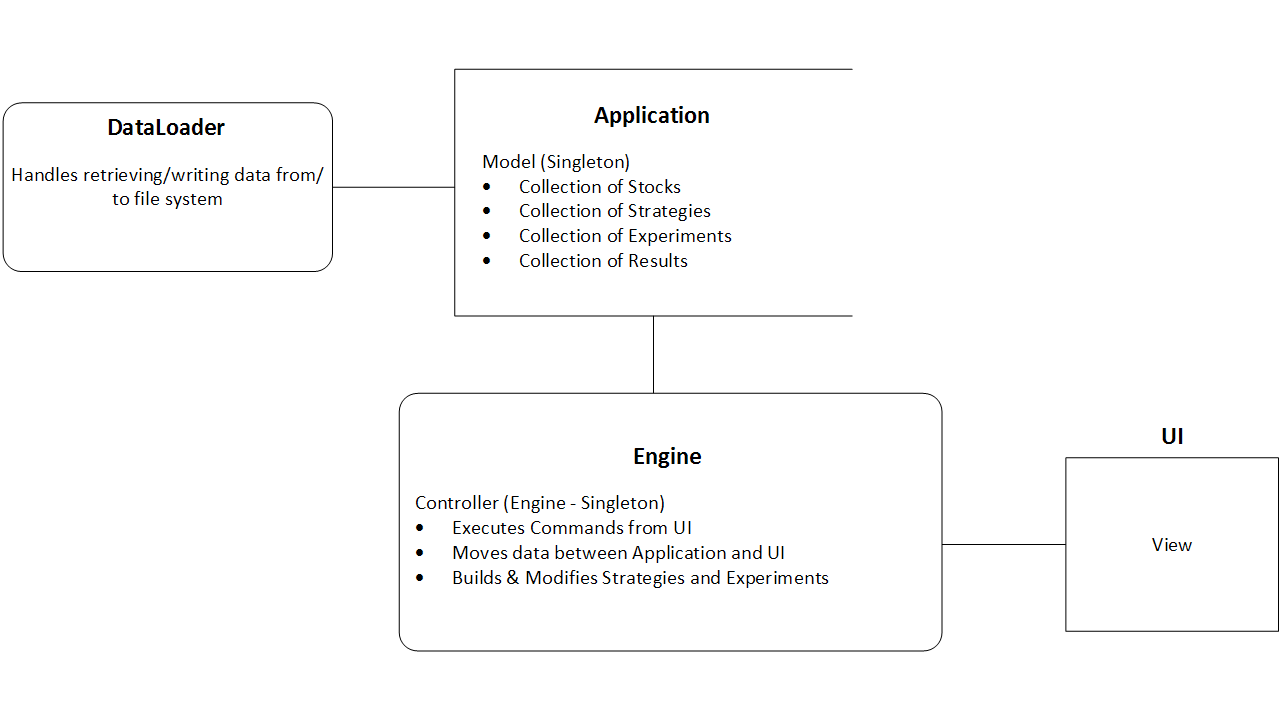 DataLoader
Handles retrieving/writing data from/
to file system
Application
Model (Singleton)
• Collection of Stocks
• Collection of Strategies
• Collection of Experiments
• Collection of Results
Engine
Controller (Engine - Singleton)
• Executes Commands from UI
• Moves data between Application and UI
• Builds & Modifies Strategies and Experiments
UI
View